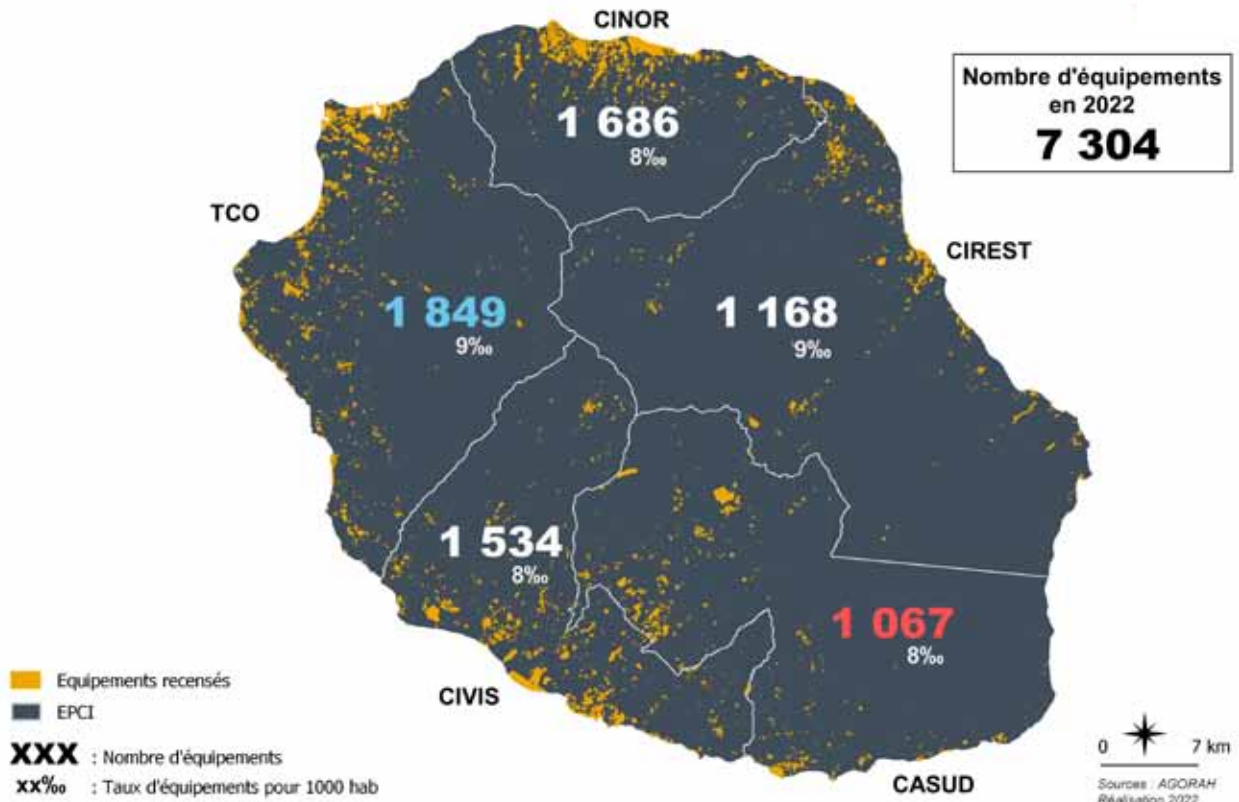 CINOR
Nombre d'équipements
en 2022
7 304
1 686
8‰
TCO
CIREST
1 849
9‰
1 168
9‰
1 534
8‰
1 067
8‰
CIVIS
CASUD
Equipements recensés
EPCI
XXX : Nombre d'équipements
xx‰ : Taux d'équipements pour 1000 hab
0 7 km
Sources : AGORAH
Réalisation 2022